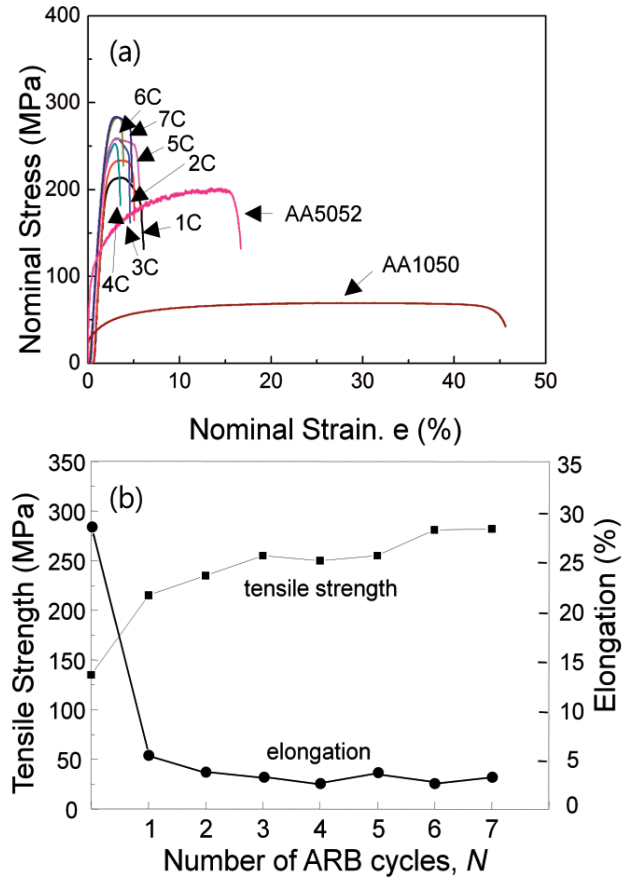 (a)
Nominal Stress (MPa)
400
300
200
100
0
6C
7C
5C
2C
1C
3C
4C
AA5052
AA1050
0 10 20 30 40 50
Nominal Strain. e (%)
(b)
Tensile Strength (MPa)
350
300
250
200
150
100
50
0
tensile strength
elongation
35
30
25
20
15
10
5
0
Elongation (%)
1 2 3 4 5 6 7
Number of ARB cycles, N